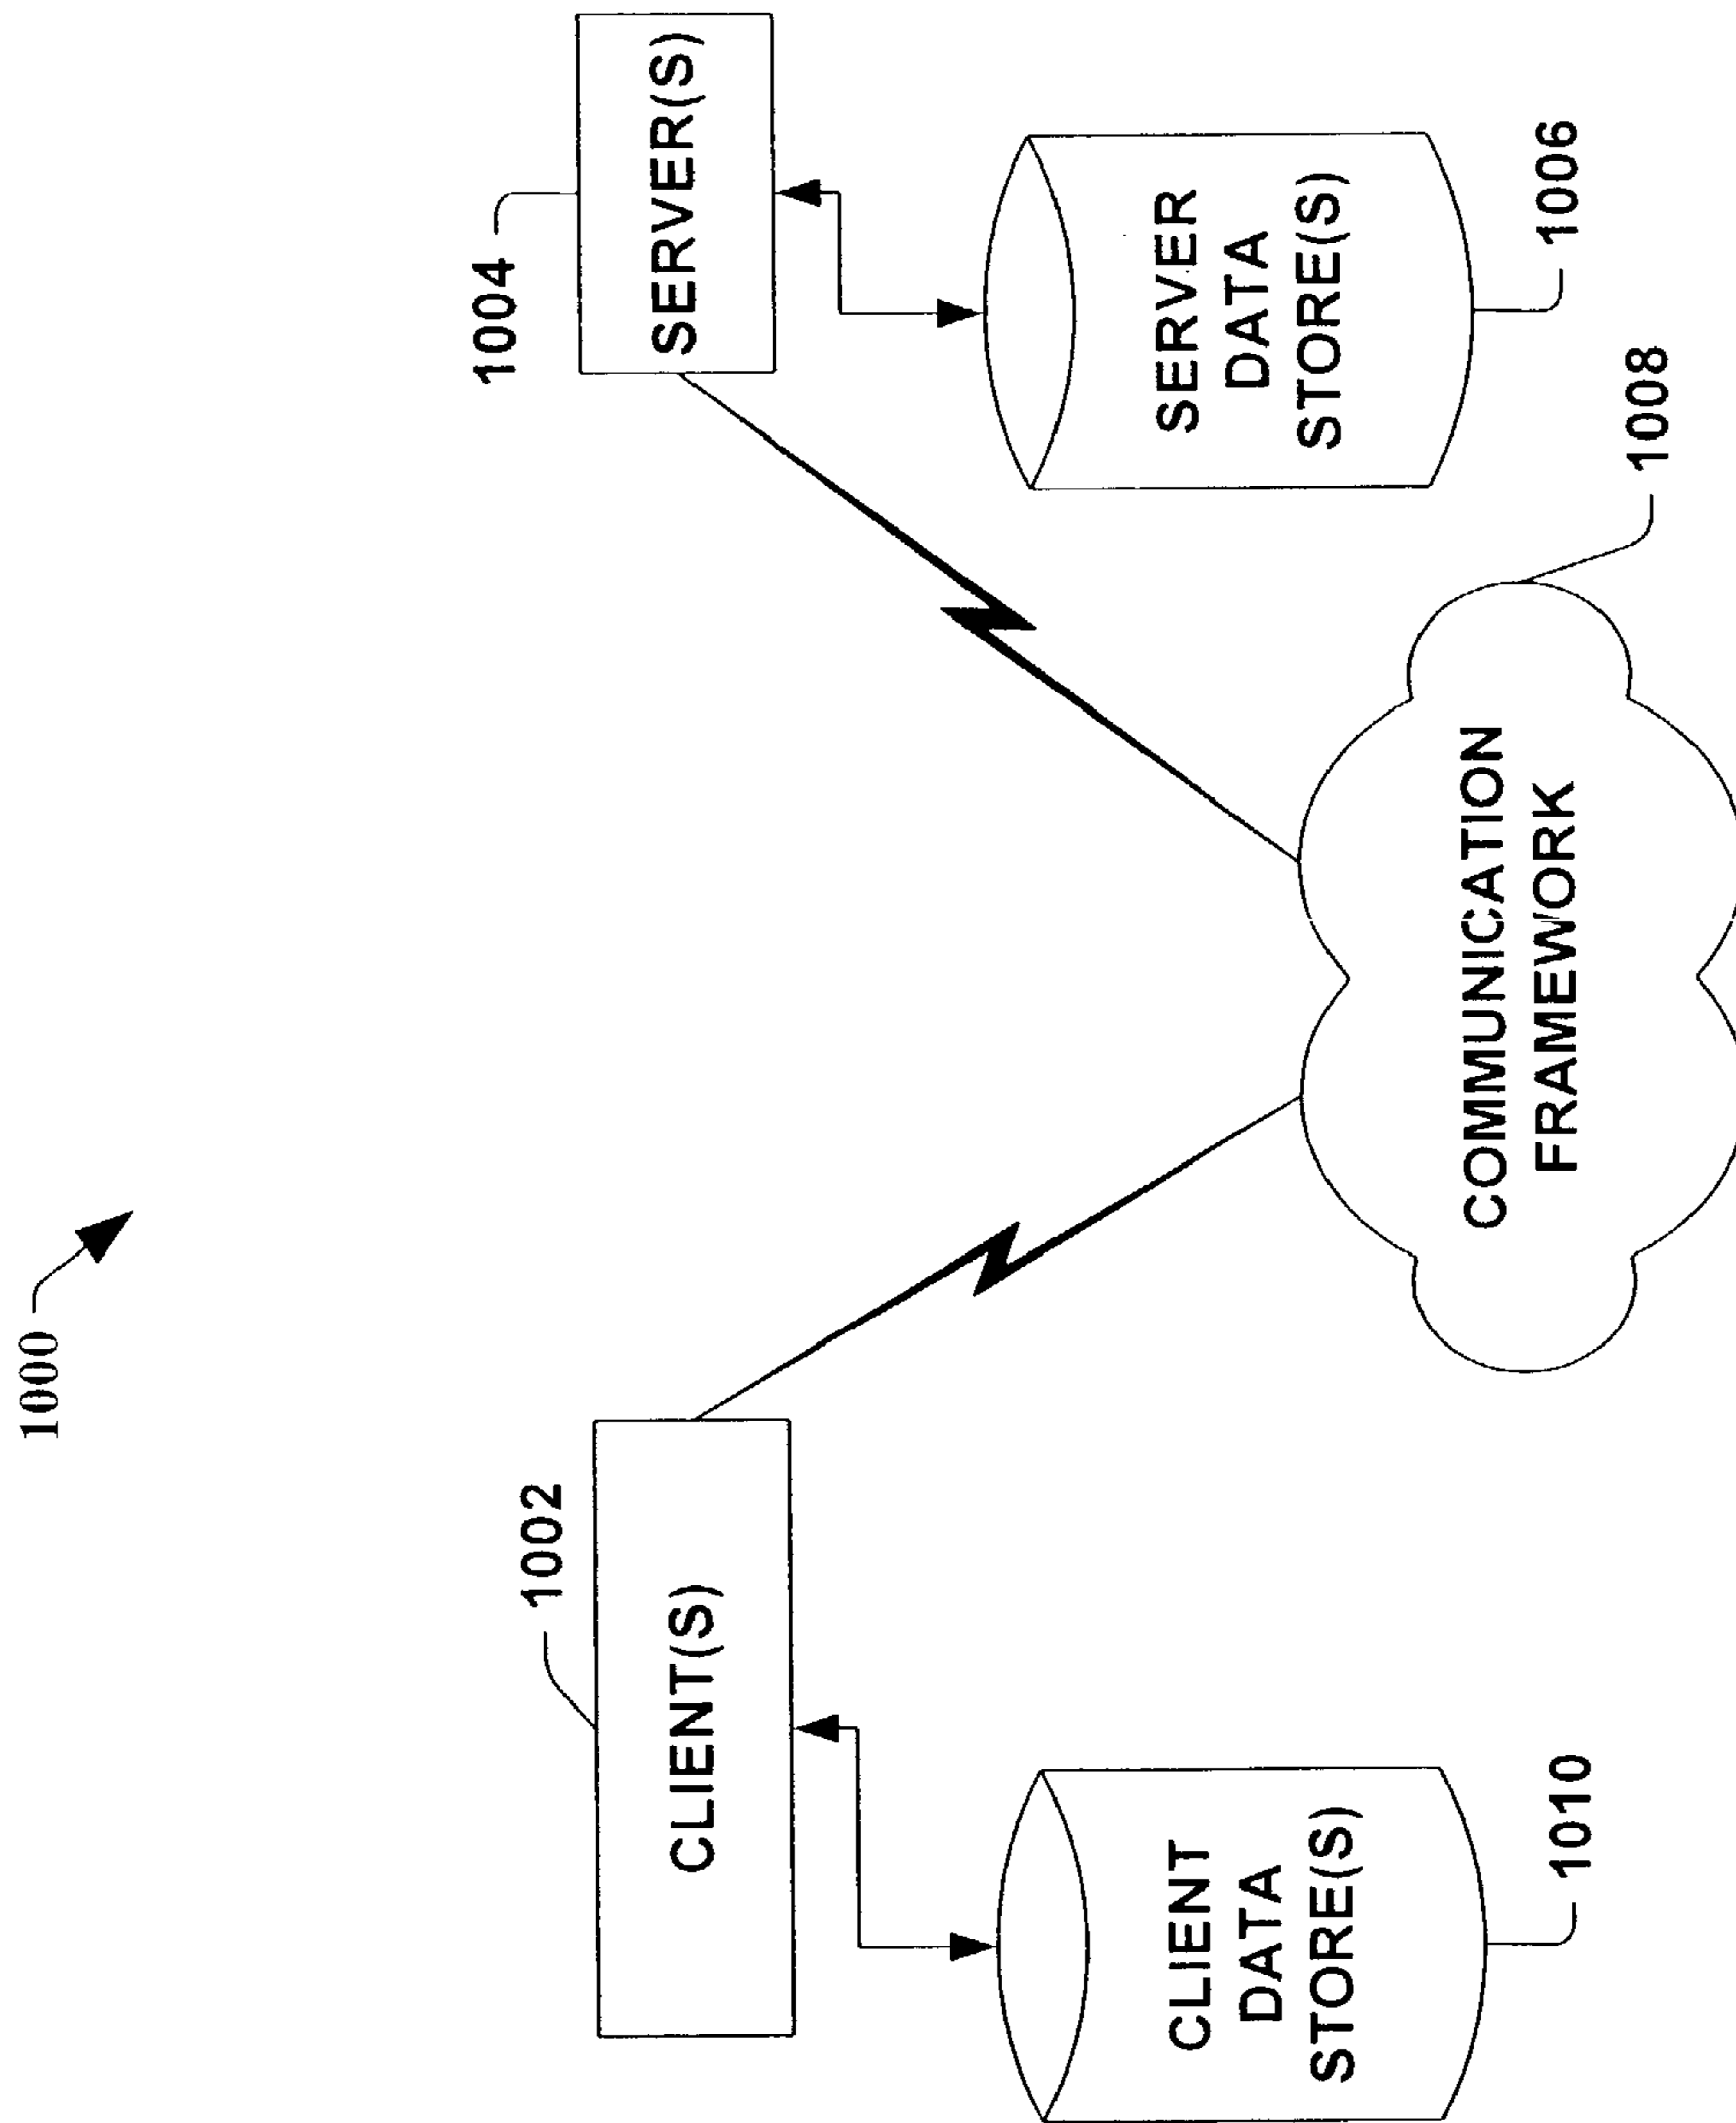 1000
1002
1004
CLIENT(S)
SERVER(S)
CLIENT
DATA
STORE(S)
SERVER
DATA
STORE(S)
1010
1006
1008
COMMUNICATION
FRAMEWORK